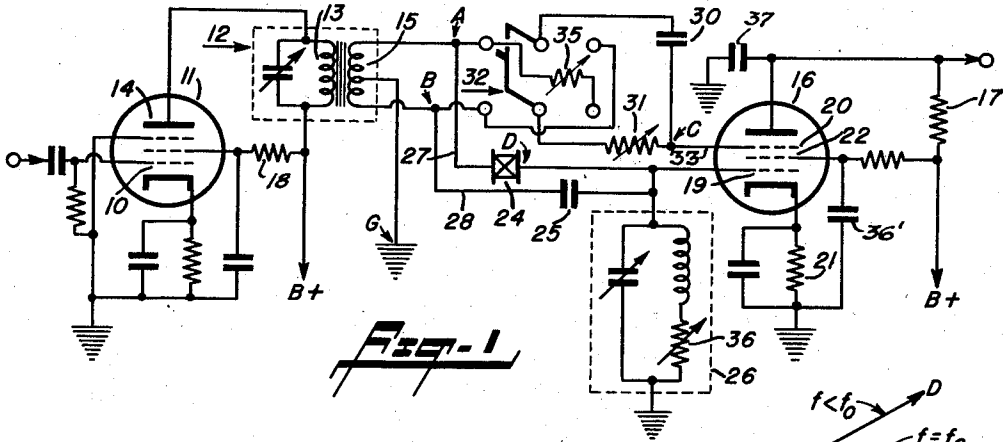 12 13 15 A 30 37
14 11 35 16 20 22 17
32 31 C 33
B D
10 18 27 19
24
28 25 36'
G 21
B+ B+
36
26
Fig-1
f<f₀ D
f=f₀